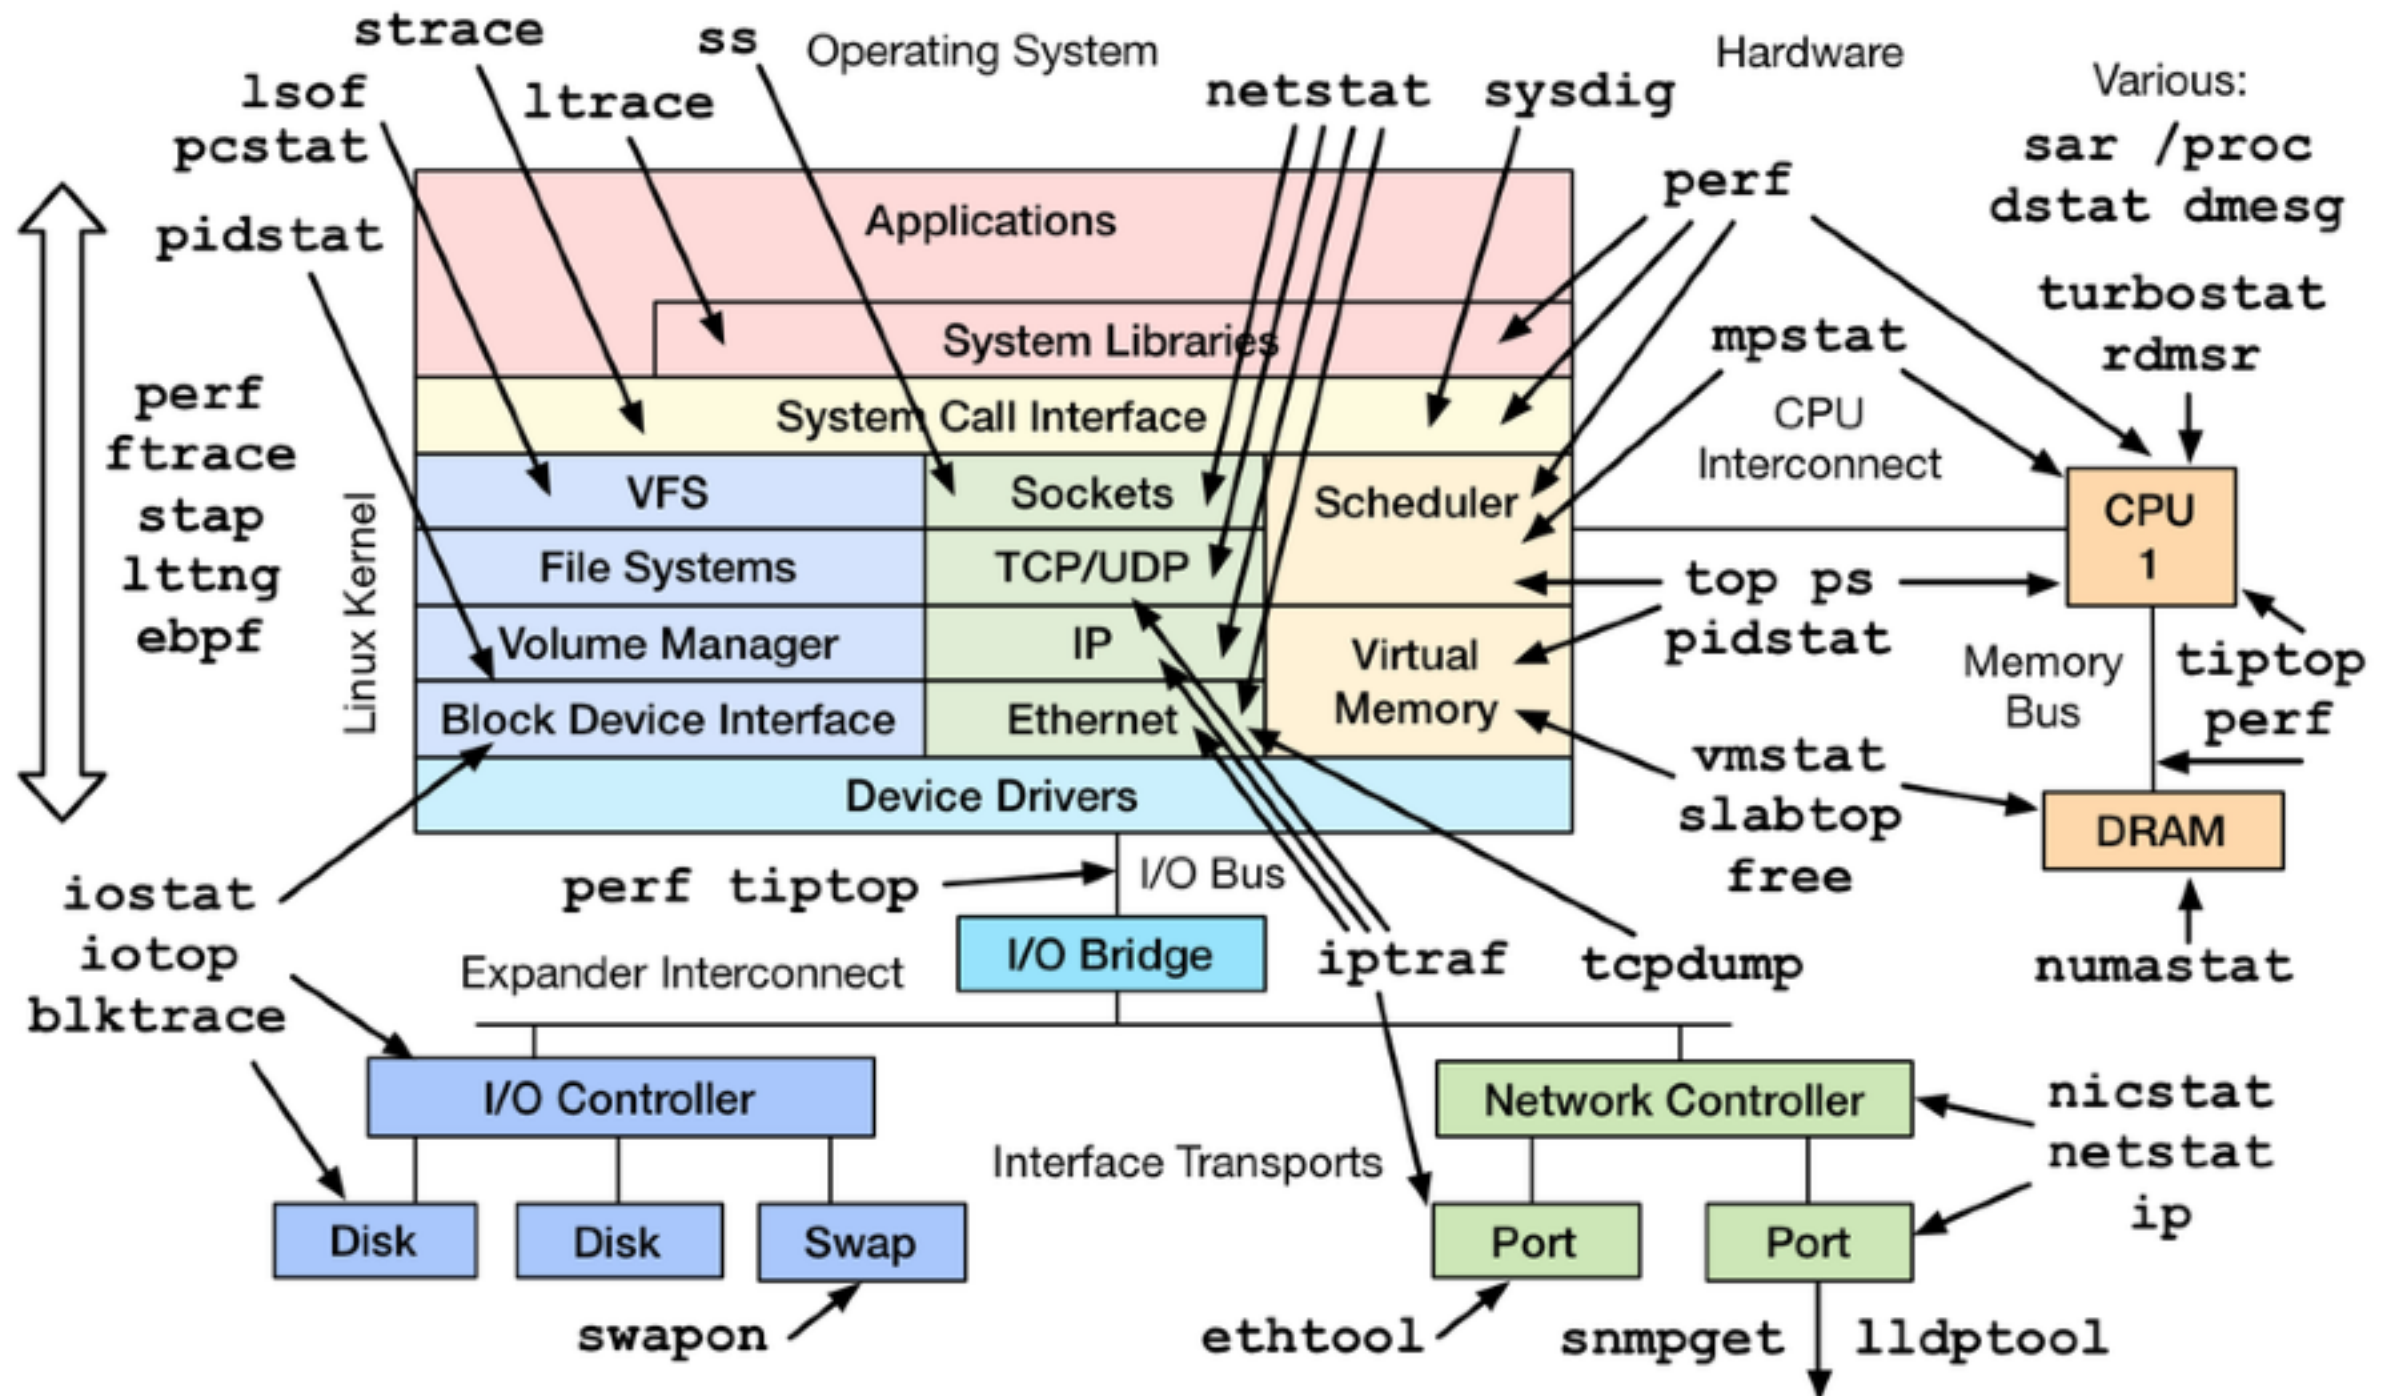 strace
ss
Operating System
Hardware
Various:
lsof
ltrace
netstat
sysdig
pcstat
sar /proc
perf
dstat dmesg
pidstat
Applications
turbostat
System Libraries
mpstat
rdmsr
perf
System Call Interface
CPU
Interconnect
ftrace
VFS
Sockets
Scheduler
CPU
1
stap
Linux Kernel
File Systems
TCP/UDP
top ps
lttng
ebpf
Volume Manager
IP
Virtual
Memory
pidstat
Memory
Bus
tiptop
perf
Block Device Interface
Ethernet
vmstat
Device Drivers
slabtop
DRAM
free
iostat
perf tiptop
I/O Bus
iotop
Expander Interconnect
I/O Bridge
iptraf
tcpdump
numastat
blktrace
I/O Controller
Network Controller
nicstat
Interface Transports
netstat
ip
Disk
Disk
Swap
Port
Port
swapon
ethtool
snmpget
lldptool